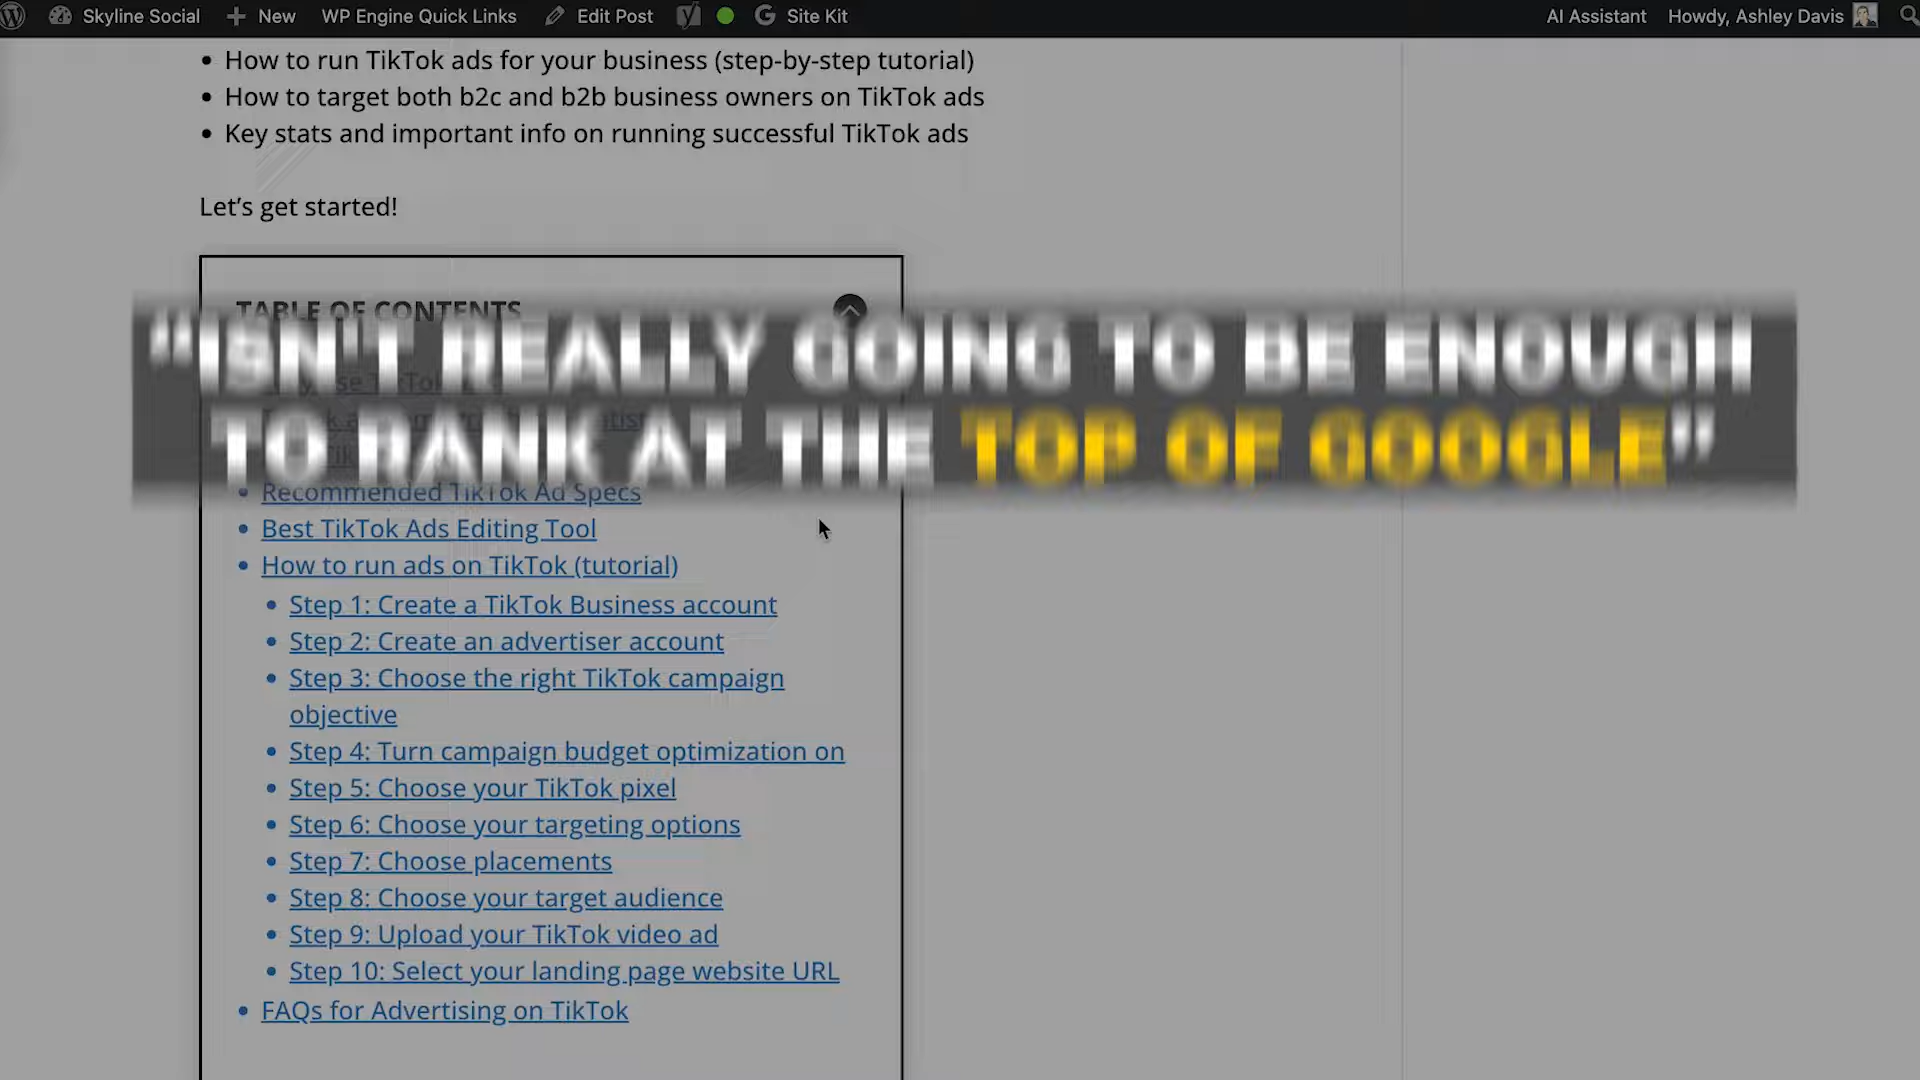 Skyline Social New WP Engine Quick Links Edit Post Site Kit AI Assistant Howdy, Ashley Davis
• How to run TikTok ads for your business (step-by-step tutorial)
• How to target both b2c and b2b business owners on TikTok ads
• Key stats and important info on running successful TikTok ads
Let’s get started!
TABLE OF CONTENTS
"ISN'T REALLY GOING TO BE ENOUGH
TO RANK AT THE TOP OF GOOGLE"
• Recommended TikTok Ad Specs
• Best TikTok Ads Editing Tool
• How to run ads on TikTok (tutorial)
• Step 1: Create a TikTok Business account
• Step 2: Create an advertiser account
• Step 3: Choose the right TikTok campaign
objective
• Step 4: Turn campaign budget optimization on
• Step 5: Choose your TikTok pixel
• Step 6: Choose your targeting options
• Step 7: Choose placements
• Step 8: Choose your target audience
• Step 9: Upload your TikTok video ad
• Step 10: Select your landing page website URL
• FAQs for Advertising on TikTok